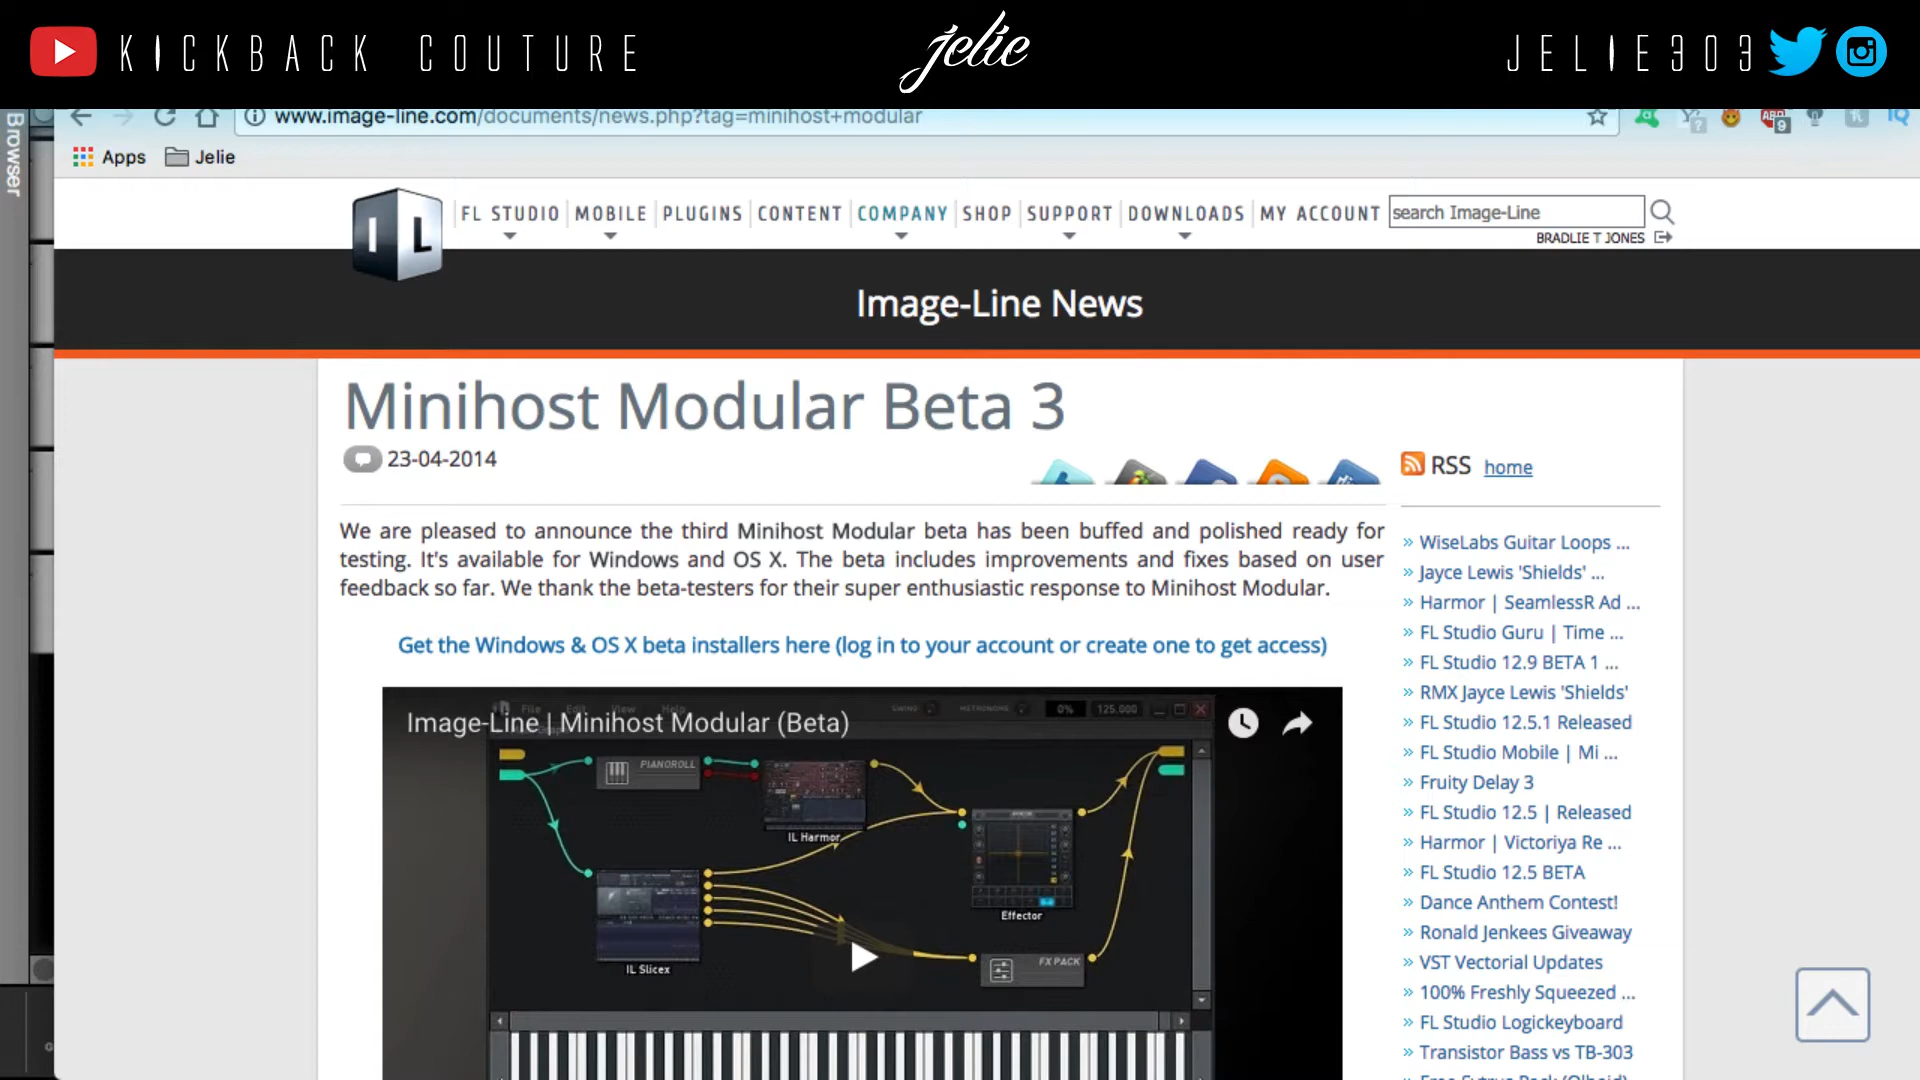 KICKBACK COUTURE
jelie
JELIE303
www.image-line.com/documents/news.php?tag=minihost+modular
Browser
Apps
Jelie
IL
FL STUDIO
MOBILE
PLUGINS
CONTENT
COMPANY
SHOP
SUPPORT
DOWNLOADS
MY ACCOUNT
search Image-Line
BRADLIE T JONES
Image-Line News
Minihost Modular Beta 3
23-04-2014
RSS home
We are pleased to announce the third Minihost Modular beta has been buffed and polished ready for
testing. It's available for Windows and OS X. The beta includes improvements and fixes based on user
feedback so far. We thank the beta-testers for their super enthusiastic response to Minihost Modular.
Get the Windows & OS X beta installers here (log in to your account or create one to get access)
File Edit View Help
SWING
METRONOME
0%
125.000
Image-Line | Minihost Modular (Beta)
PIANOROLL
IL Harmor
Effector
IL Slicex
FX PACK
» WiseLabs Guitar Loops ...
» Jayce Lewis 'Shields' ...
» Harmor | SeamlessR Ad ...
» FL Studio Guru | Time ...
» FL Studio 12.9 BETA 1 ...
» RMX Jayce Lewis 'Shields'
» FL Studio 12.5.1 Released
» FL Studio Mobile | Mi ...
» Fruity Delay 3
» FL Studio 12.5 | Released
» Harmor | Victoriya Re ...
» FL Studio 12.5 BETA
» Dance Anthem Contest!
» Ronald Jenkees Giveaway
» VST Vectorial Updates
» 100% Freshly Squeezed ...
» FL Studio Logickeyboard
» Transistor Bass vs TB-303